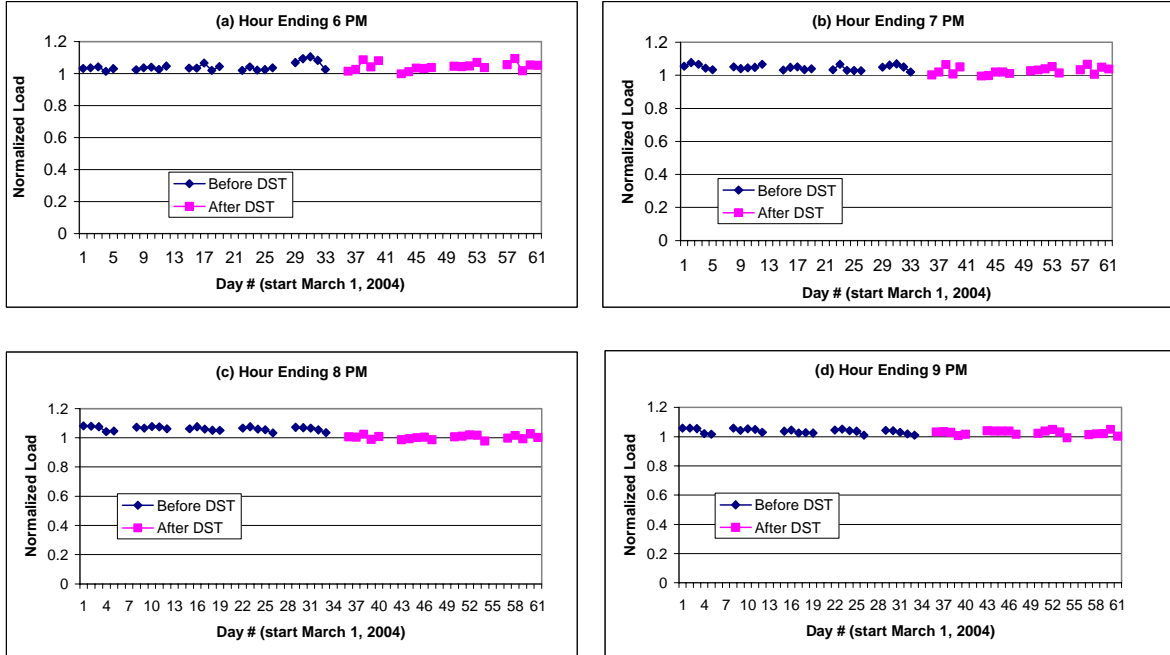 (a) Hour Ending 6 PM
Normalized Load
1.2
1
0.8
0.6
0.4
0.2
0
Before DST
After DST
1 5 9 13 17 21 25 29 33 37 41 45 49 53 57 61
Day # (start March 1, 2004)
(b) Hour Ending 7 PM
Normalized Load
1.2
1
0.8
0.6
0.4
0.2
0
Before DST
After DST
1 5 9 13 17 21 25 29 33 37 41 45 49 53 57 61
Day # (start March 1, 2004)
(c) Hour Ending 8 PM
Normalized Load
1.2
1
0.8
0.6
0.4
0.2
0
Before DST
After DST
1 4 7 10 13 16 19 22 25 28 31 34 37 40 43 46 49 52 55 58 61
Day # (start March 1, 2004)
(d) Hour Ending 9 PM
Normalized Load
1.2
1
0.8
0.6
0.4
0.2
0
Before DST
After DST
1 4 7 10 13 16 19 22 25 28 31 34 37 40 43 46 49 52 55 58 61
Day # (start March 1, 2004)